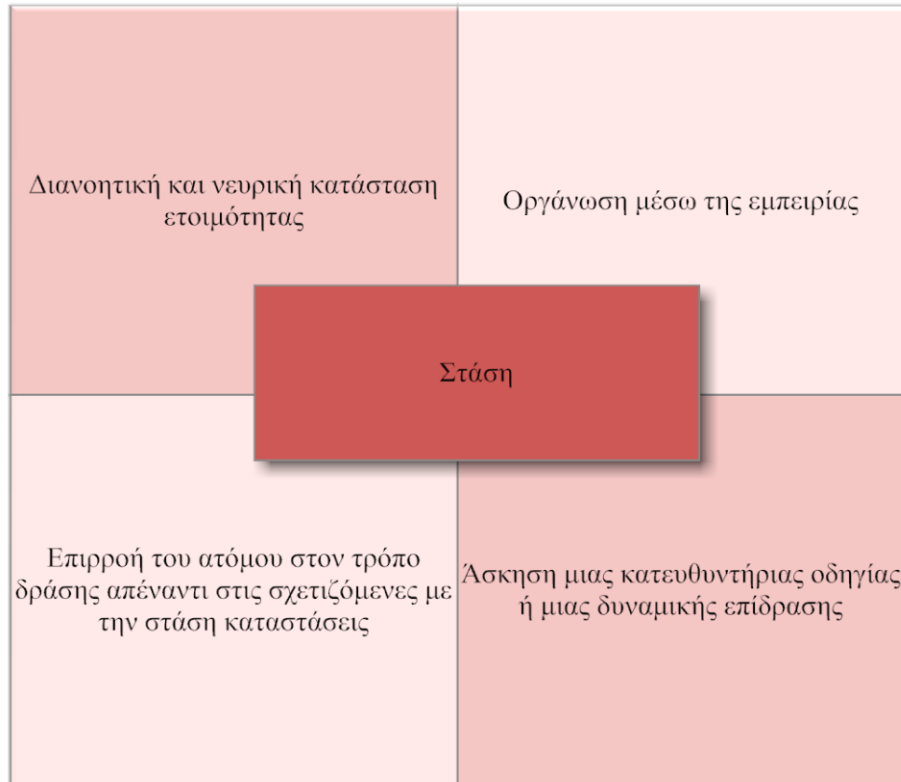 Διανοητική και νευρική κατάσταση
ετοιμότητας
Οργάνωση μέσω της εμπειρίας
Στάση
Επιρροή του ατόμου στον τρόπο
δράσης απέναντι στις σχετιζόμενες με
την στάση καταστάσεις
Άσκηση μιας κατευθυντήριας οδηγίας
ή μιας δυναμικής επίδρασης